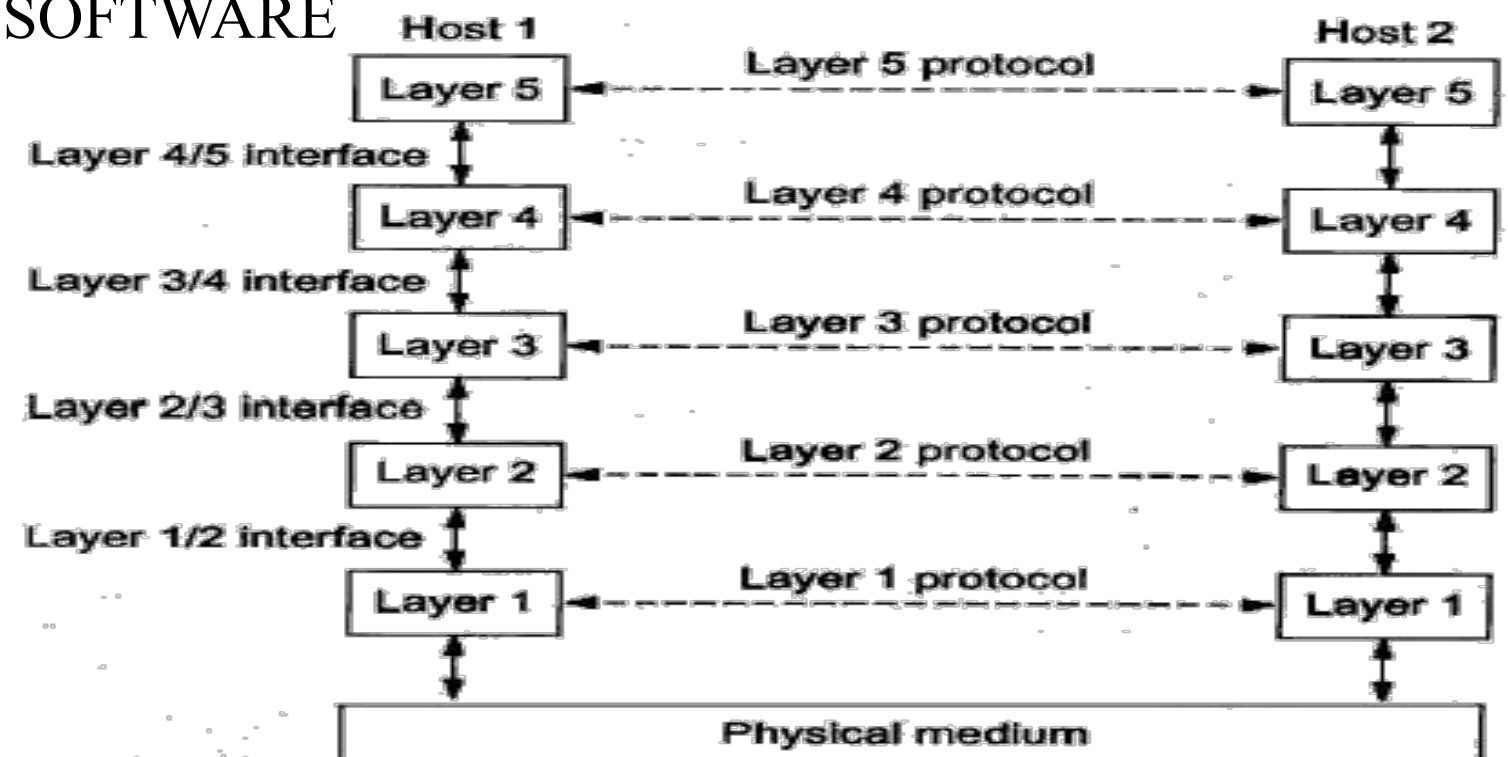 SOFTWARE
Host 1
Host 2
Layer 5
Layer 5 protocol
Layer 5
Layer 4/5 interface
Layer 4
Layer 4 protocol
Layer 4
Layer 3/4 interface
Layer 3
Layer 3 protocol
Layer 3
Layer 2/3 interface
Layer 2
Layer 2 protocol
Layer 2
Layer 1/2 interface
Layer 1
Layer 1 protocol
Layer 1
Physical medium